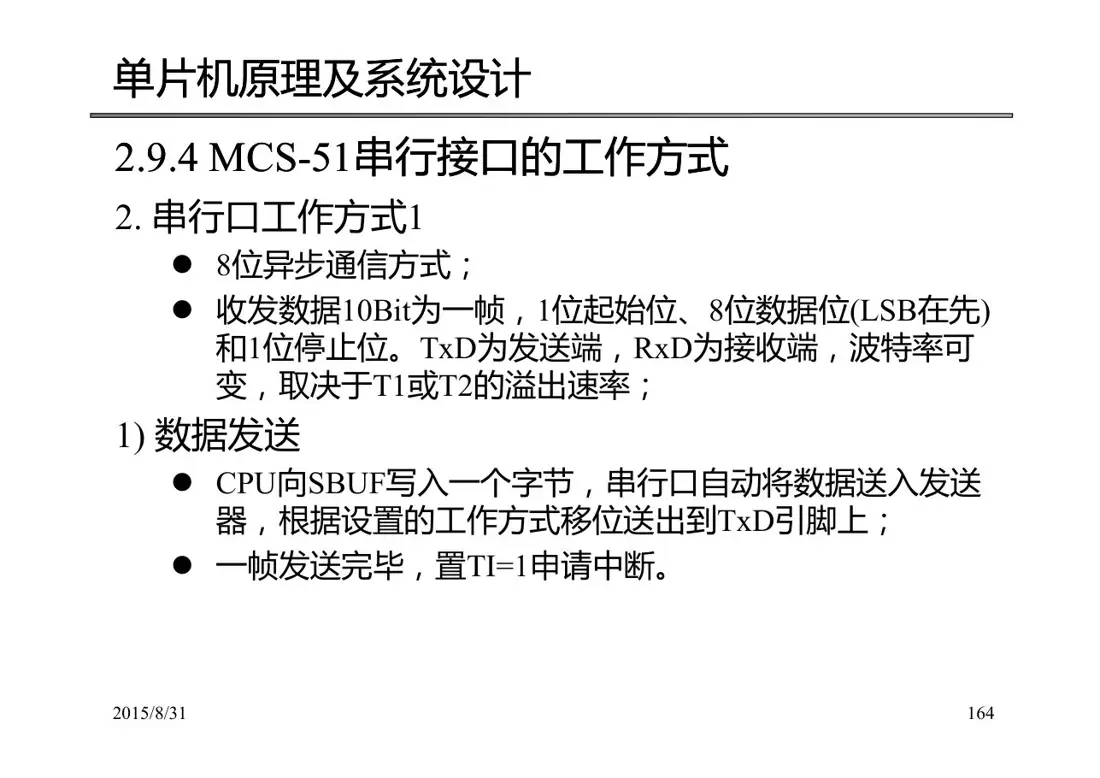 单片机原理及系统设计
2.9.4 MCS-51串行接口的工作方式
2. 串行口工作方式1
● 8位异步通信方式；
● 收发数据10Bit为一帧，1位起始位、8位数据位(LSB在先)
和1位停止位。TxD为发送端，RxD为接收端，波特率可
变，取决于T1或T2的溢出速率；
1) 数据发送
● CPU向SBUF写入一个字节，串行口自动将数据送入发送
器，根据设置的工作方式移位送出到TxD引脚上；
● 一帧发送完毕，置TI=1申请中断。
2015/8/31
164